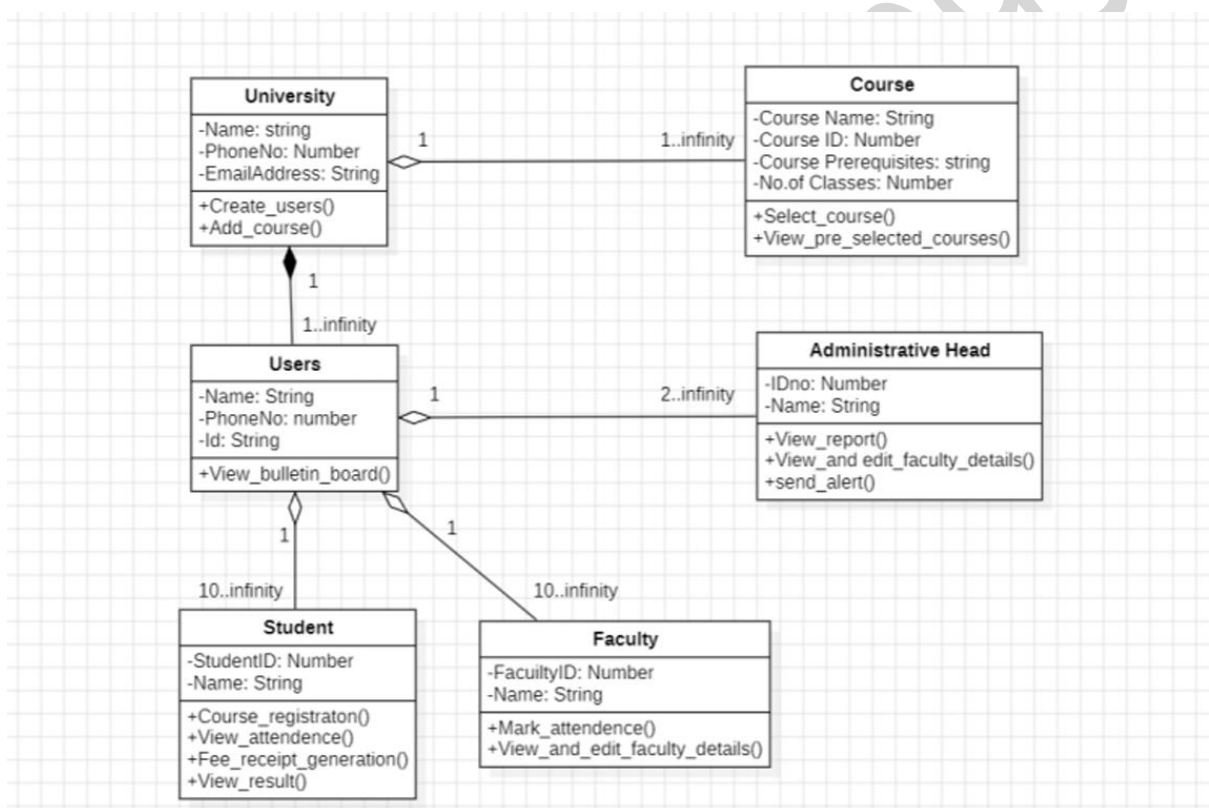 University
-Name: string
-PhoneNo: Number
-EmailAddress: String
+Create_users()
+Add_course()
1
1..infinity
Course
-Course Name: String
-Course ID: Number
-Course Prerequisites: string
-No.of Classes: Number
+Select_course()
+View_pre_selected_courses()
1
1..infinity
Users
-Name: String
-PhoneNo: number
-Id: String
+View_bulletin_board()
1
2..infinity
Administrative Head
-IDno: Number
-Name: String
+View_report()
+View_and edit_faculty_details()
+send_alert()
1
10..infinity
1
10..infinity
Student
-StudentID: Number
-Name: String
+Course_registraton()
+View_attendence()
+Fee_receipt_generation()
+View_result()
Faculty
-FacuiltyID: Number
-Name: String
+Mark_attendence()
+View_and_edit_faculty_details()